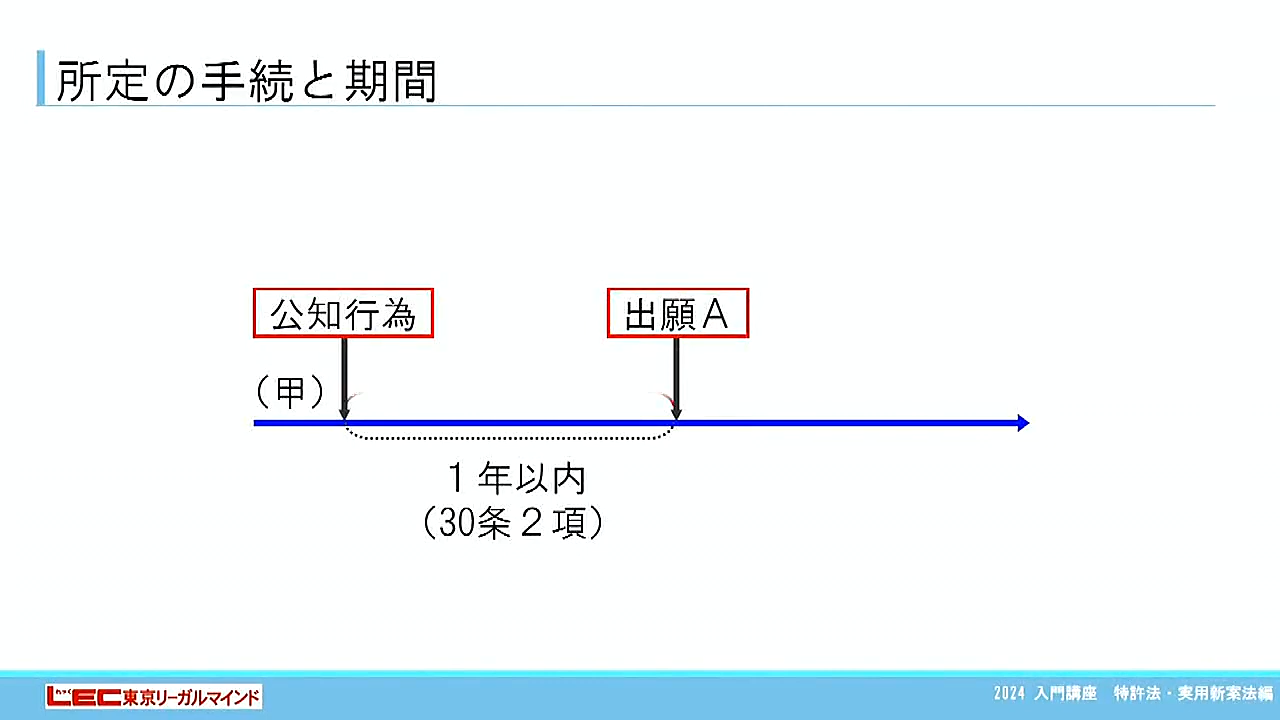 所定の手続と期間
公知行為
出願A
(甲)
1年以内
(30条2項)
LEC東京リーガルマインド
2024 入門講座 特許法・実用新案法編